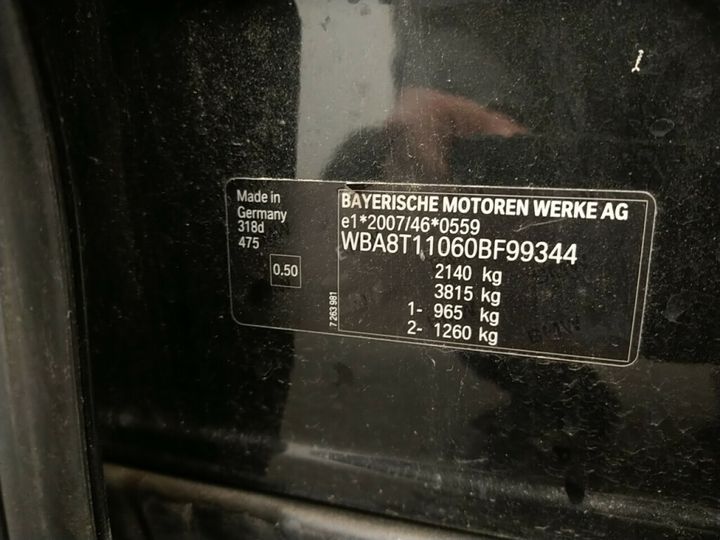 Made in
Germany
318d
475
0.50
7 263 981
BAYERISCHE MOTOREN WERKE AG
e1*2007/46*0559
WBA8T11060BF99344
2140 kg
3815 kg
1- 965 kg
2- 1260 kg